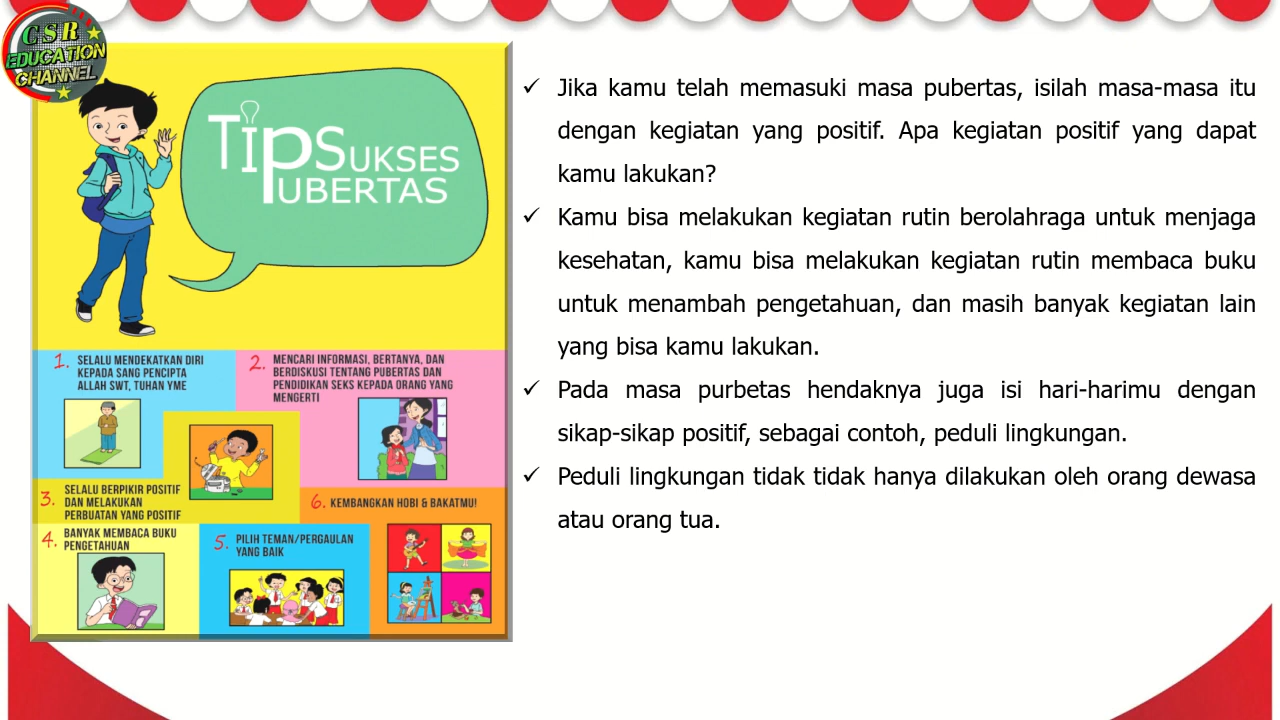 CSR
EDUCATION
CHANNEL
TIPSUKSES
PUBERTAS
1. SELALU MENDEKATKAN DIRI
KEPADA SANG PENCIPTA
ALLAH SWT, TUHAN YME
2. MENCARI INFORMASI, BERTANYA, DAN
BERDISKUSI TENTANG PUBERTAS DAN
PENDIDIKAN SEKS KEPADA ORANG YANG
MENGERTI
3. SELALU BERPIKIR POSITIF
DAN MELAKUKAN
PERBUATAN YANG POSITIF
4. BANYAK MEMBACA BUKU
PENGETAHUAN
5. PILIH TEMAN/PERGAULAN
YANG BAIK
6. KEMBANGKAN HOBI & BAKATMU!
✓ Jika kamu telah memasuki masa pubertas, isilah masa-masa itu
dengan kegiatan yang positif. Apa kegiatan positif yang dapat
kamu lakukan?
✓ Kamu bisa melakukan kegiatan rutin berolahraga untuk menjaga
kesehatan, kamu bisa melakukan kegiatan rutin membaca buku
untuk menambah pengetahuan, dan masih banyak kegiatan lain
yang bisa kamu lakukan.
✓ Pada masa purbetas hendaknya juga isi hari-harimu dengan
sikap-sikap positif, sebagai contoh, peduli lingkungan.
✓ Peduli lingkungan tidak tidak hanya dilakukan oleh orang dewasa
atau orang tua.